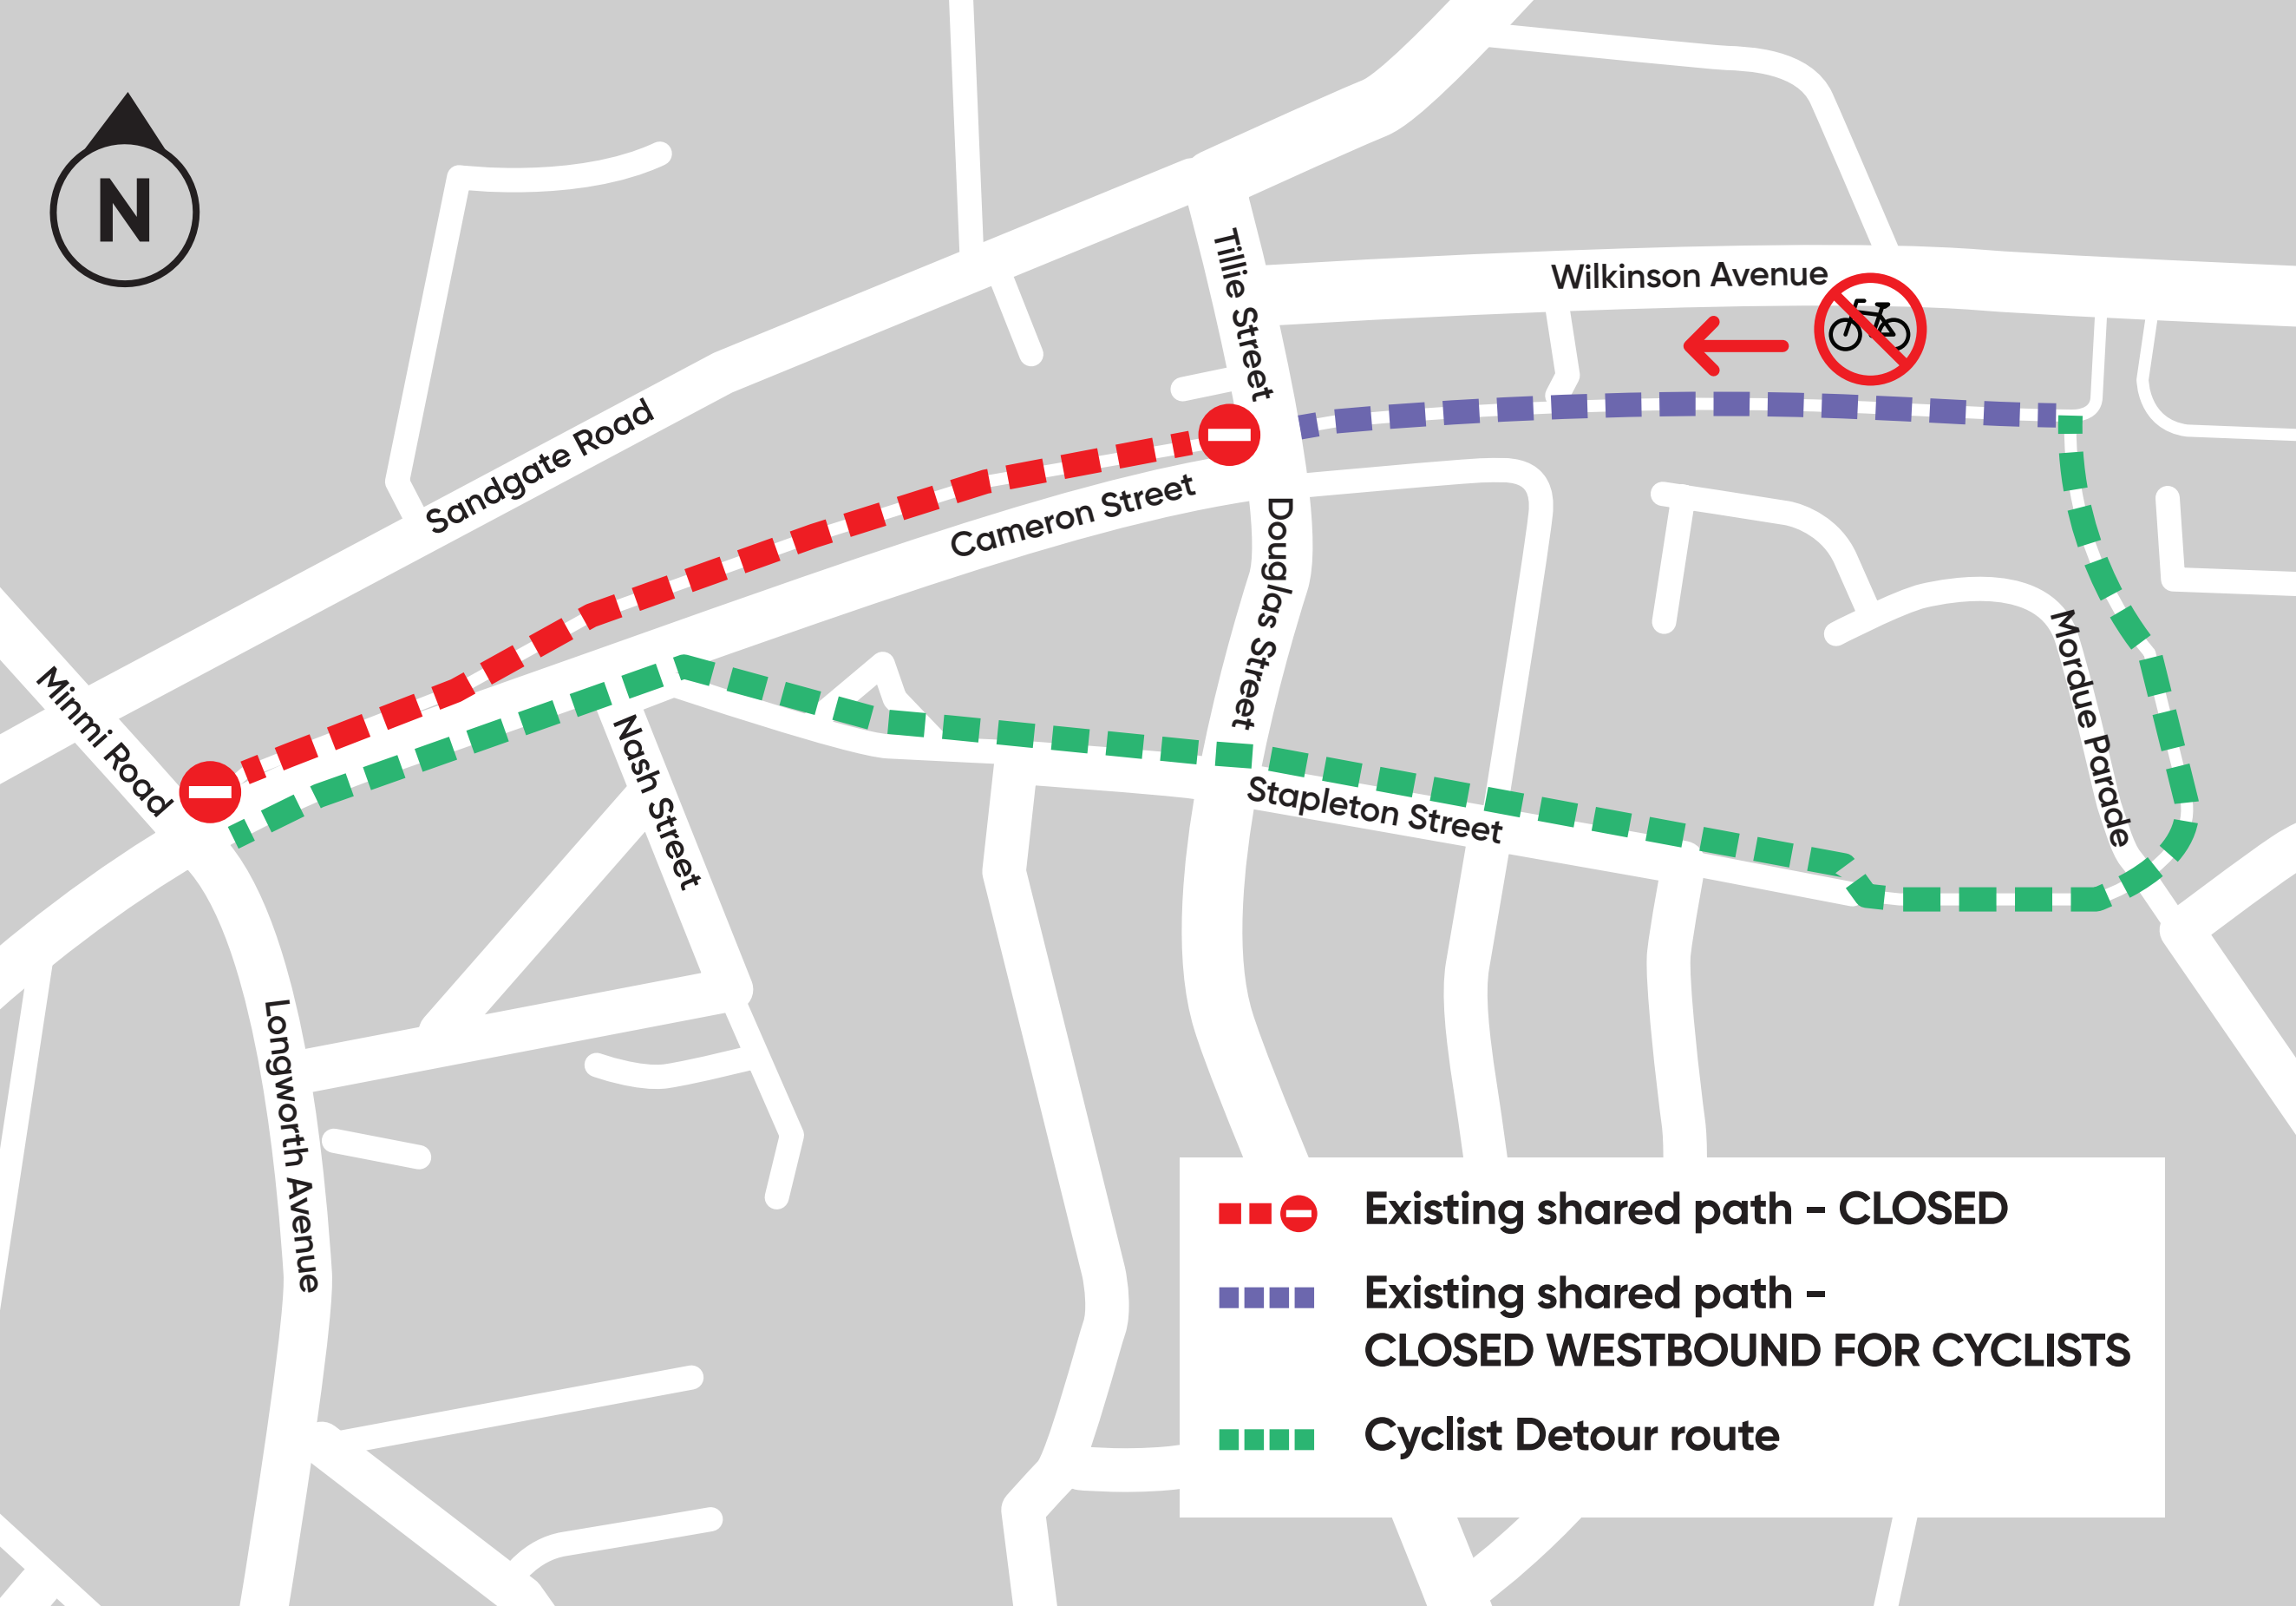 N
Tillie Street
Wilkinson Avenue
Sandgate Road
Cameron Street
Douglas Street
Minmi Road
Nash Street
Mordue Parade
Stapleton Street
Longworth Avenue
Existing shared path – CLOSED
Existing shared path –
CLOSED WESTBOUND FOR CYCLISTS
Cyclist Detour route